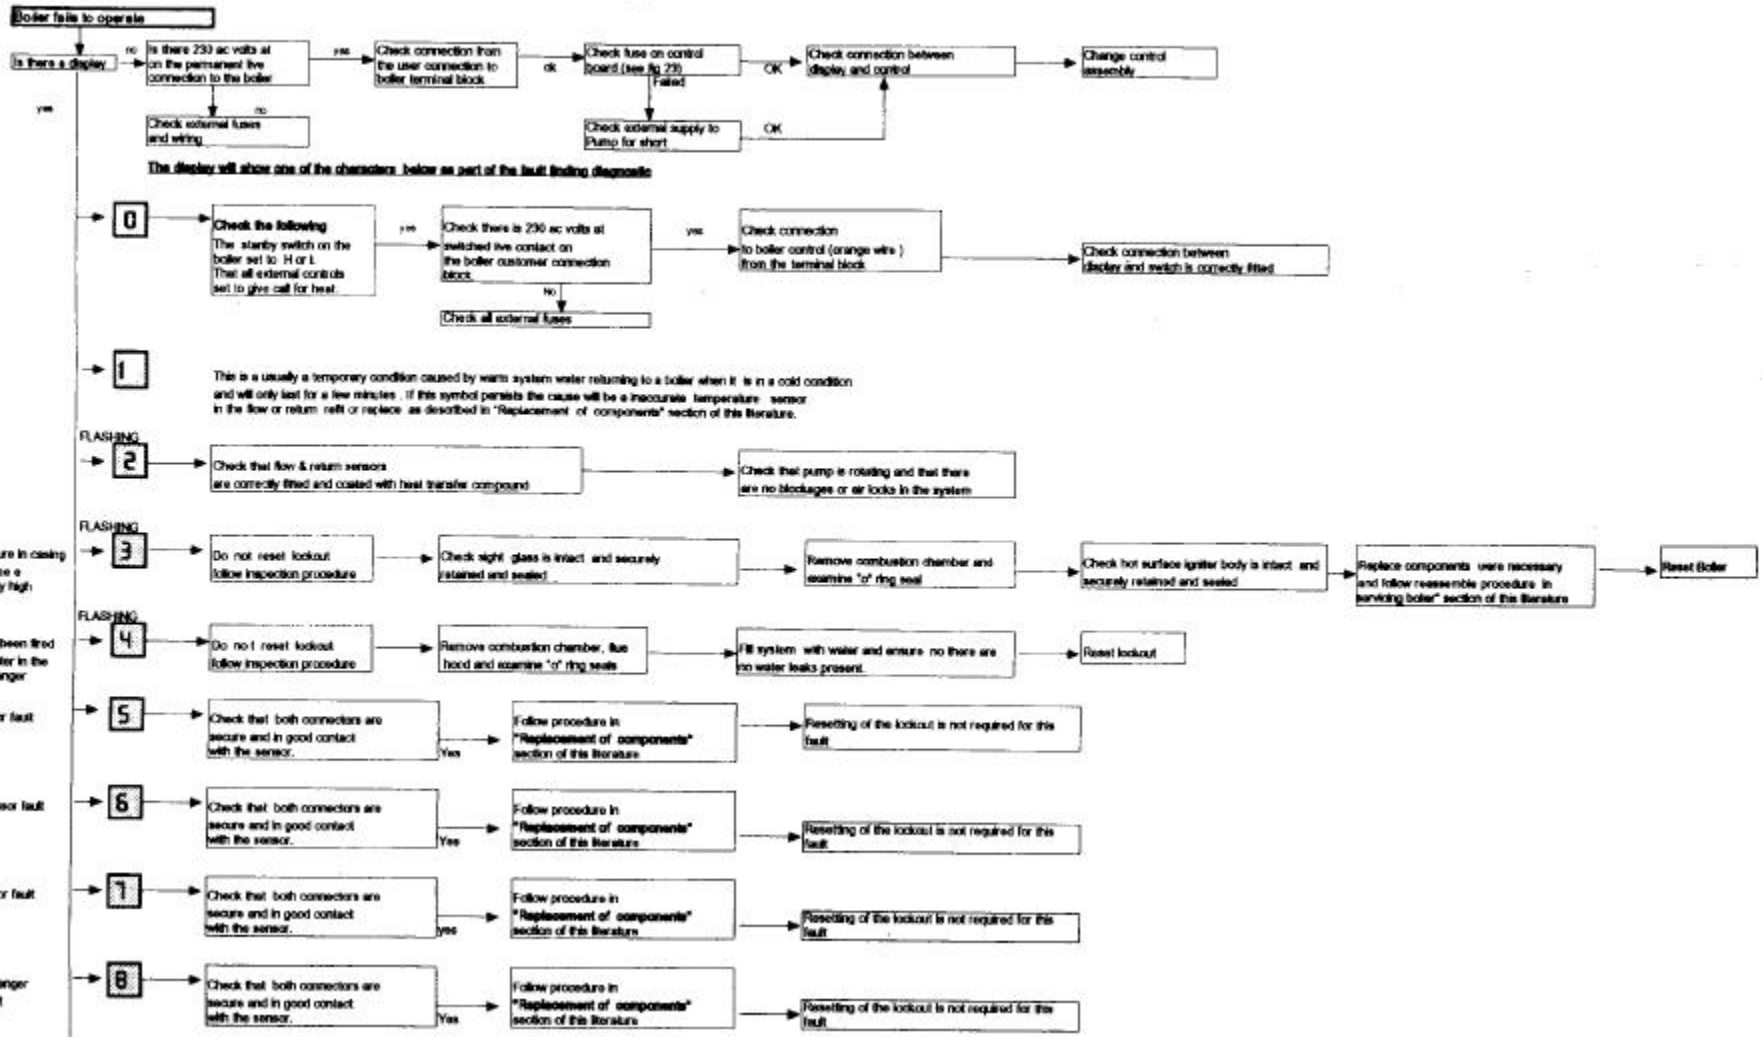 Boiler fails to operate
Is there a display
no
Is there 230 ac volts at
on the permanent live
connection to the boiler
yes
Check connection from
the user connection to
boiler terminal block
ok
Check fuse on control
board (see fig 23)
OK
Check connection between
display and control
Change control
assembly
Failed
yes
no
Check external fuses
and wiring
Check external supply to
Pump for short
OK
The display will show one of the characters below as part of the fault finding diagnostic
0
Check the following
The stanby switch on the
boiler set to H or L
That all external controls
set to give call for heat.
yes
Check there is 230 ac volts at
switched live contact on
the boiler customer connection
block
yes
Check connection
to boiler control (orange wire )
from the terminal block
Check connection between
display and switch is correctly fitted
No
Check all external fuses
1
This is a usually a temporary condition caused by warm system water returning to a boiler when it is in a cold condition
and will only last for a few minutes . If this symbol persists the cause will be a inaccurate temperature sensor
in the flow or return refit or replace as described in "Replacement of components" section of this literature.
FLASHING
2
Check that flow & return sensors
are correctly fitted and coated with heat transfer compound
Check that pump is rotating and that there
are no blockages or air locks in the system
FLASHING
ure in casing
y high
3
Do not reset lockout
follow inspection procedure
Check sight glass is intact and securely
retained and sealed
Remove combustion chamber and
examine "o" ring seal
Check hot surface igniter body is intact and
securely retained and sealed
Replace components were necessary
and follow reassemble procedure in
servicing boiler" section of this literature
Reset Boiler
FLASHING
been fired
ter in the
anger
4
Do no t reset lockout
follow inspection procedure
Remove combustion chamber, flue
hood and examine "o" ring seals
Fill system with water and ensure no there are
no water leaks present.
Reset lockout
r fault
5
Check that both connectors are
secure and in good contact
with the sensor.
Yes
Follow procedure in
"Replacement of components"
section of this literature
Resetting of the lockout is not required for this
fault
sor fault
6
Check that both connectors are
secure and in good contact
with the sensor.
Yes
Follow procedure in
"Replacement of components"
section of this literature
Resetting of the lockout is not required for this
fault
or fault
7
Check that both connectors are
secure and in good contact
with the sensor.
yes
Follow procedure in
"Replacement of components"
section of this literature
Resetting of the lockout is not required for this
fault
anger
8
Check that both connectors are
secure and in good contact
with the sensor.
Yes
Follow procedure in
"Replacement of components"
section of this literature
Resetting of the lockout is not required for this
fault